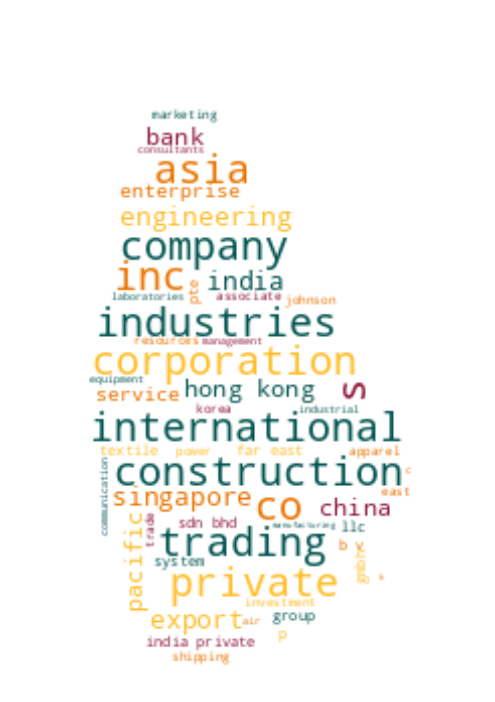 marketing
bank
consultants
asia
enterprise
engineering
company
inc india
laboratories pte associate johnson
industries
resources management
corporation
equipment
service hong kong s
korea industrial
international
textile power far east apparel
communication construction c
singapore co east
china
pacific trade sdn bhd manufacturing llc
trading b c
system gmbh
private
investment
export air group
p
india private
shipping